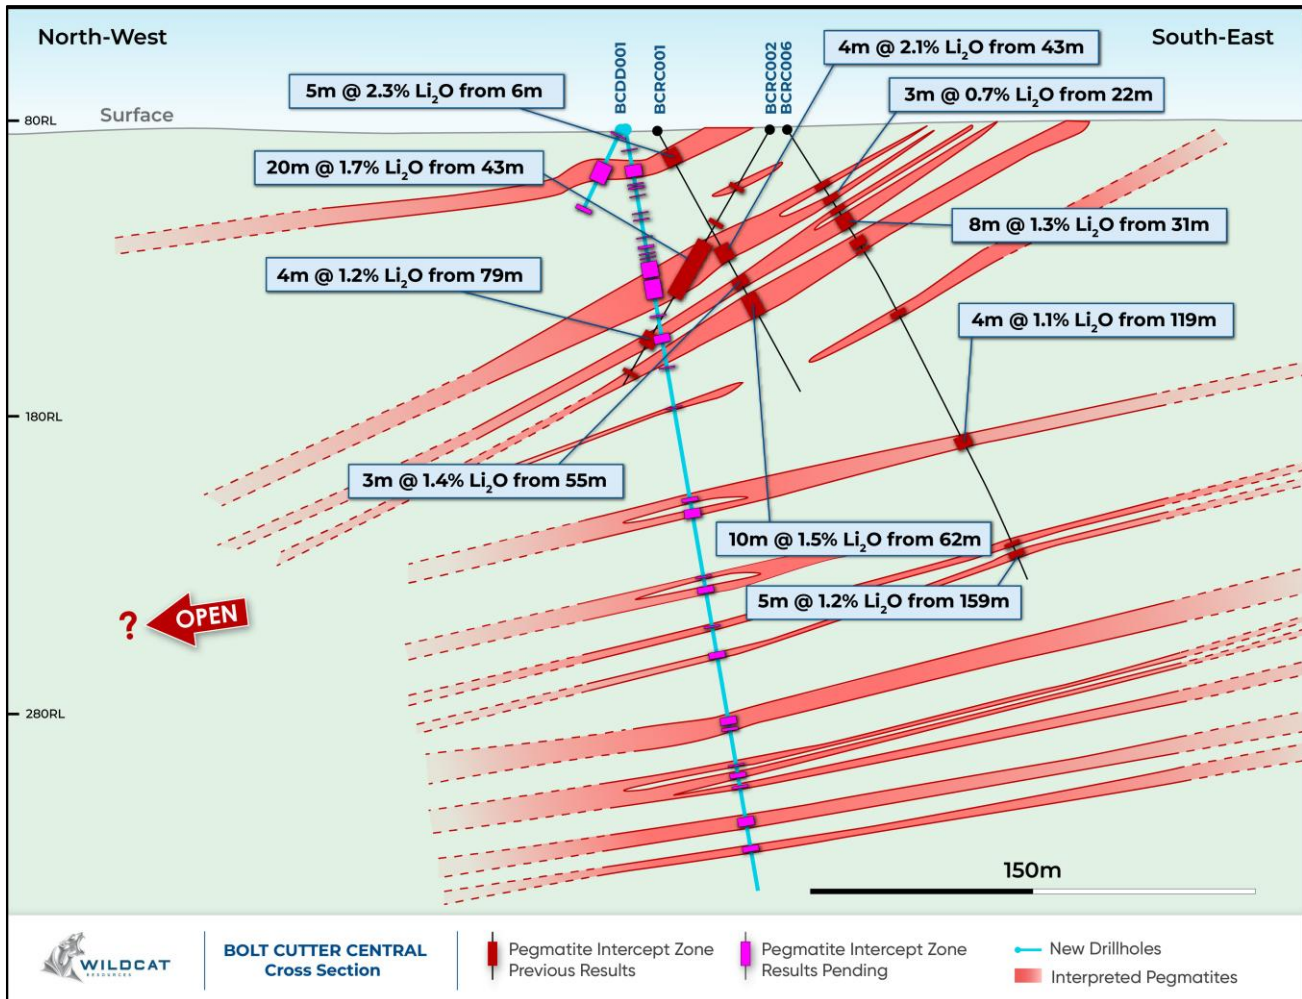 North-West
South-East
BCDD001
BCRC001
BCRC002
BCRC006
4m @ 2.1% Li₂O from 43m
5m @ 2.3% Li₂O from 6m
3m @ 0.7% Li₂O from 22m
Surface
80RL
20m @ 1.7% Li₂O from 43m
8m @ 1.3% Li₂O from 31m
4m @ 1.2% Li₂O from 79m
4m @ 1.1% Li₂O from 119m
180RL
3m @ 1.4% Li₂O from 55m
10m @ 1.5% Li₂O from 62m
5m @ 1.2% Li₂O from 159m
? OPEN
280RL
150m
WILDCAT
RESOURCES
BOLT CUTTER CENTRAL
Cross Section
Pegmatite Intercept Zone
Previous Results
Pegmatite Intercept Zone
Results Pending
New Drillholes
Interpreted Pegmatites